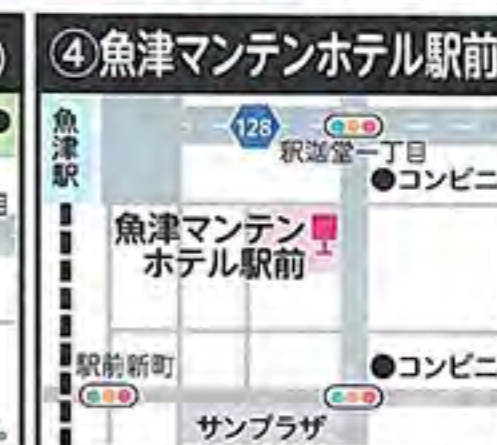 ④魚津マンテンホテル駅前
魚津駅
128
釈迦堂一丁目
●コンビニ
魚津マンテン
ホテル駅前
駅前新町
●コンビニ
サンプラザ